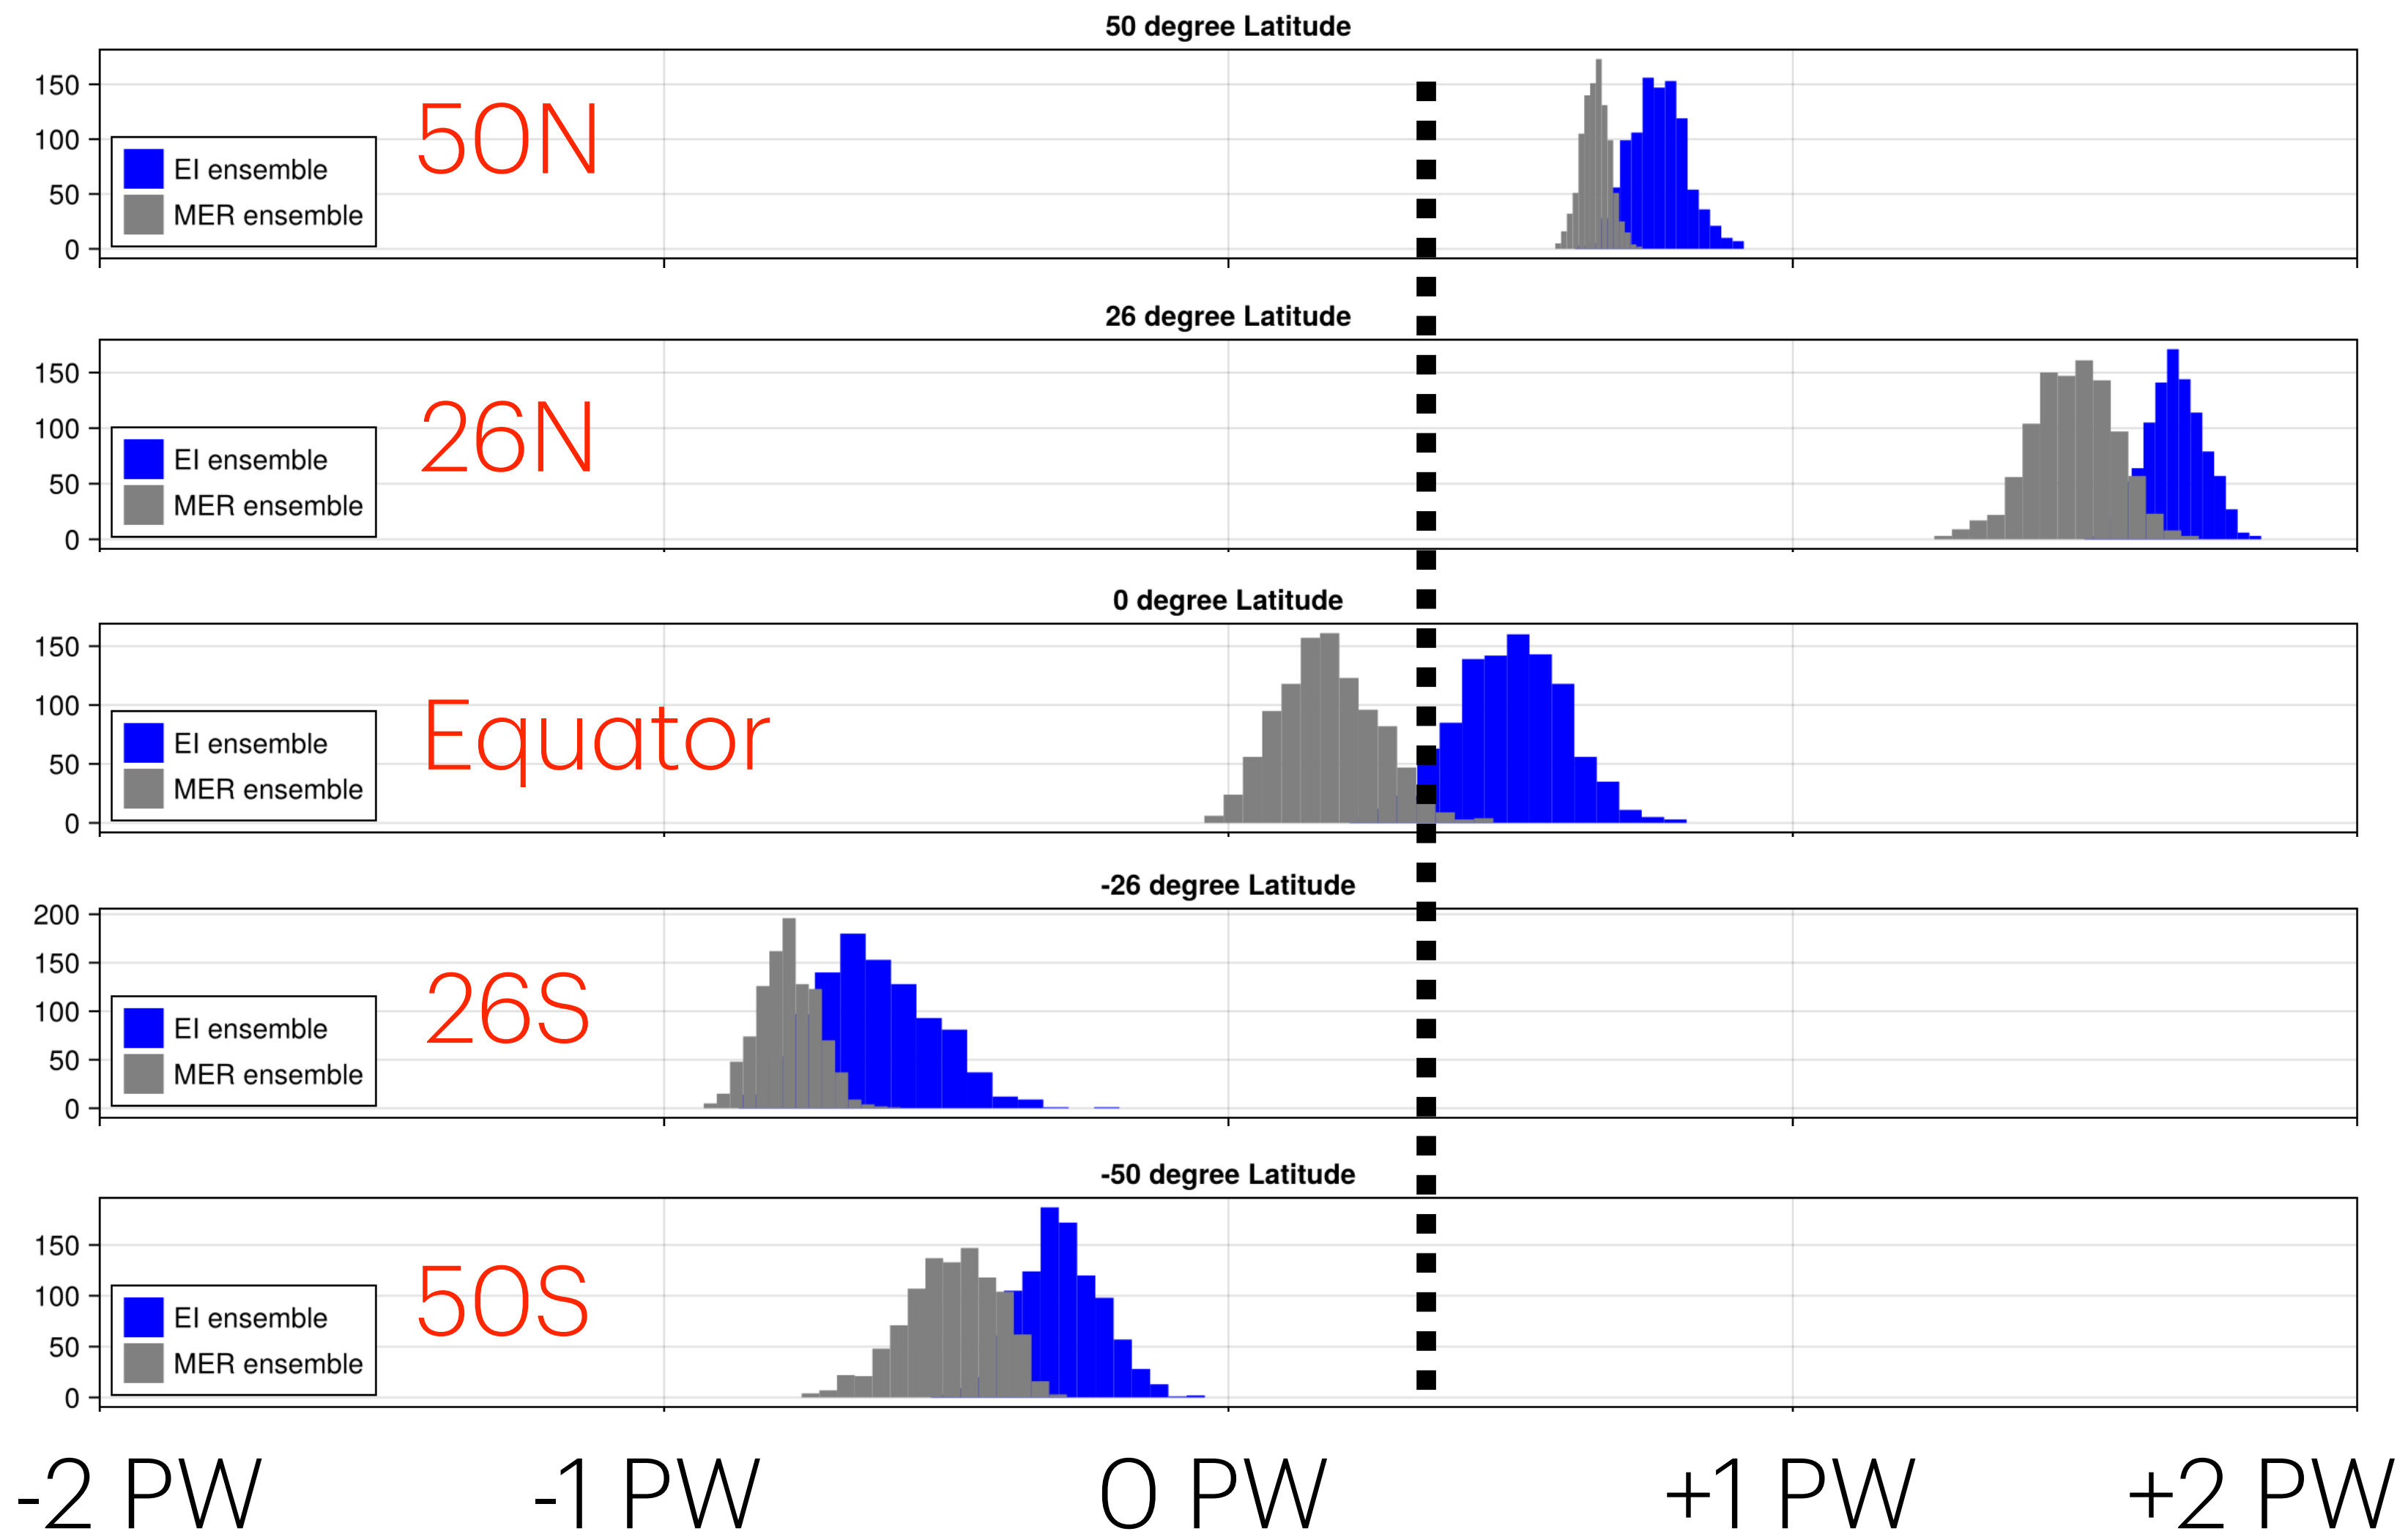 50 degree Latitude
150
100
50
0
EI ensemble
MER ensemble
50N
26 degree Latitude
150
100
50
0
EI ensemble
MER ensemble
26N
0 degree Latitude
150
100
50
0
EI ensemble
MER ensemble
Equator
-26 degree Latitude
200
150
100
50
0
EI ensemble
MER ensemble
26S
-50 degree Latitude
150
100
50
0
EI ensemble
MER ensemble
50S
-2 PW -1 PW 0 PW +1 PW +2 PW